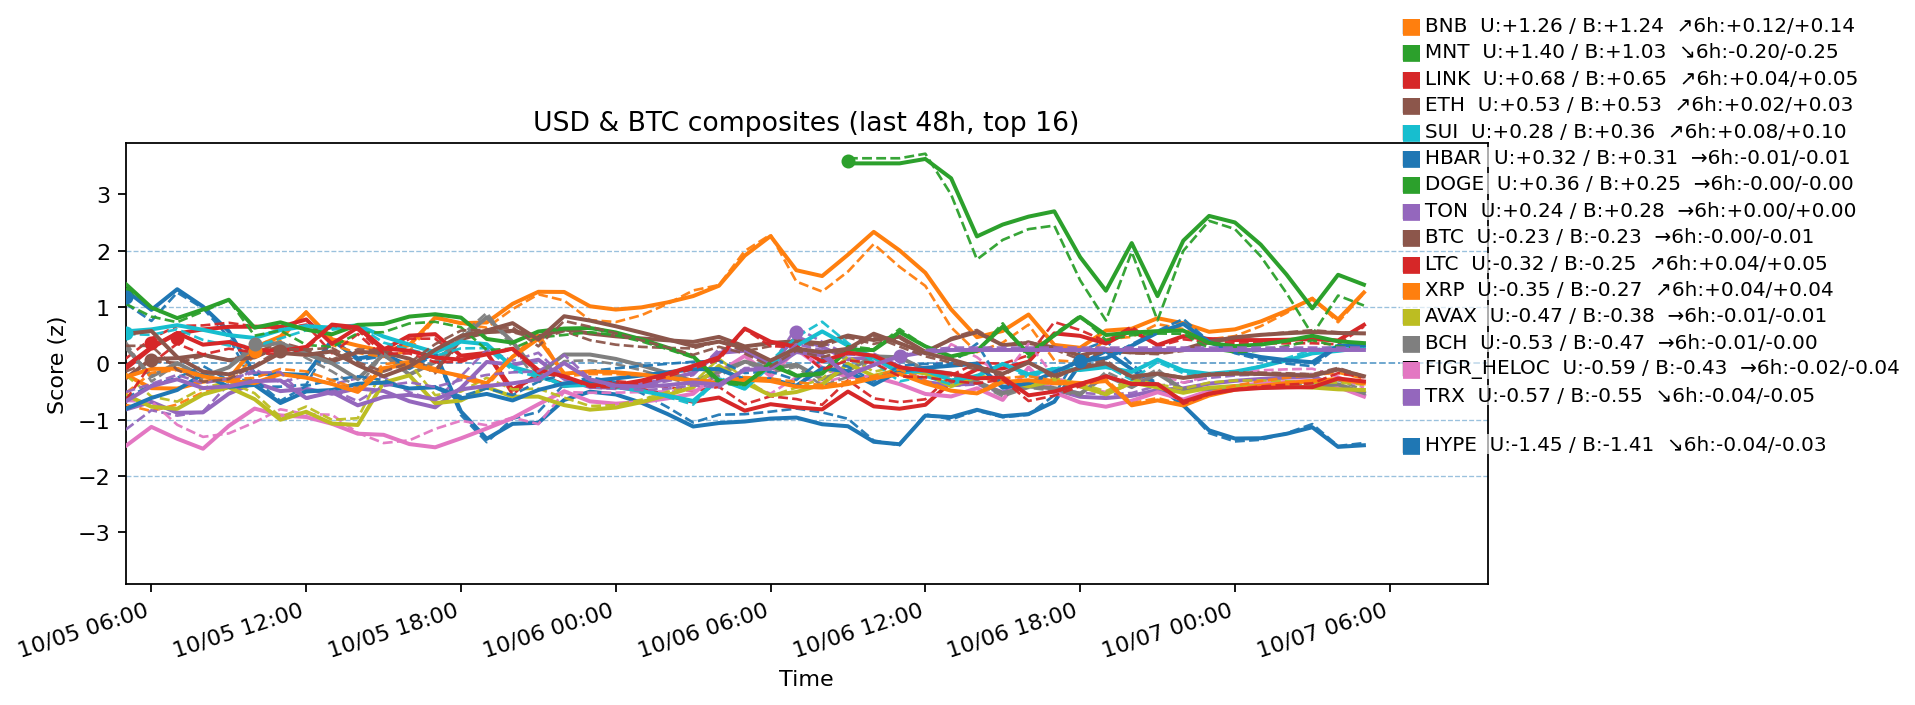 USD & BTC composites (last 48h, top 16)
BNB U:+1.26 / B:+1.24 ↗6h:+0.12/+0.14
MNT U:+1.40 / B:+1.03 ↘6h:-0.20/-0.25
LINK U:+0.68 / B:+0.65 ↗6h:+0.04/+0.05
ETH U:+0.53 / B:+0.53 ↗6h:+0.02/+0.03
SUI U:+0.28 / B:+0.36 ↗6h:+0.08/+0.10
HBAR U:+0.32 / B:+0.31 →6h:-0.01/-0.01
DOGE U:+0.36 / B:+0.25 →6h:-0.00/-0.00
TON U:+0.24 / B:+0.28 →6h:+0.00/+0.00
BTC U:-0.23 / B:-0.23 →6h:-0.00/-0.01
LTC U:-0.32 / B:-0.25 ↗6h:+0.04/+0.05
XRP U:-0.35 / B:-0.27 ↗6h:+0.04/+0.04
AVAX U:-0.47 / B:-0.38 →6h:-0.01/-0.01
BCH U:-0.53 / B:-0.47 →6h:-0.01/-0.00
FIGR_HELOC U:-0.59 / B:-0.43 →6h:-0.02/-0.04
TRX U:-0.57 / B:-0.55 ↘6h:-0.04/-0.05
HYPE U:-1.45 / B:-1.41 ↘6h:-0.04/-0.03
Score (z)
3
2
1
0
−1
−2
−3
10/05 06:00
10/05 12:00
10/05 18:00
10/06 00:00
10/06 06:00
10/06 12:00
10/06 18:00
10/07 00:00
10/07 06:00
Time